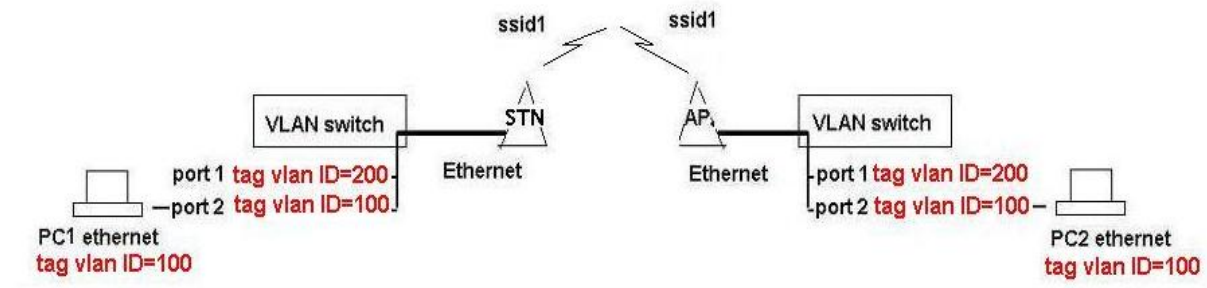 ssid1
ssid1
VLAN switch
STN
AP
VLAN switch
Ethernet
Ethernet
port 1 tag vlan ID=200
port 2 tag vlan ID=100
port 1 tag vlan ID=200
port 2 tag vlan ID=100
PC1 ethernet
tag vlan ID=100
PC2 ethernet
tag vlan ID=100